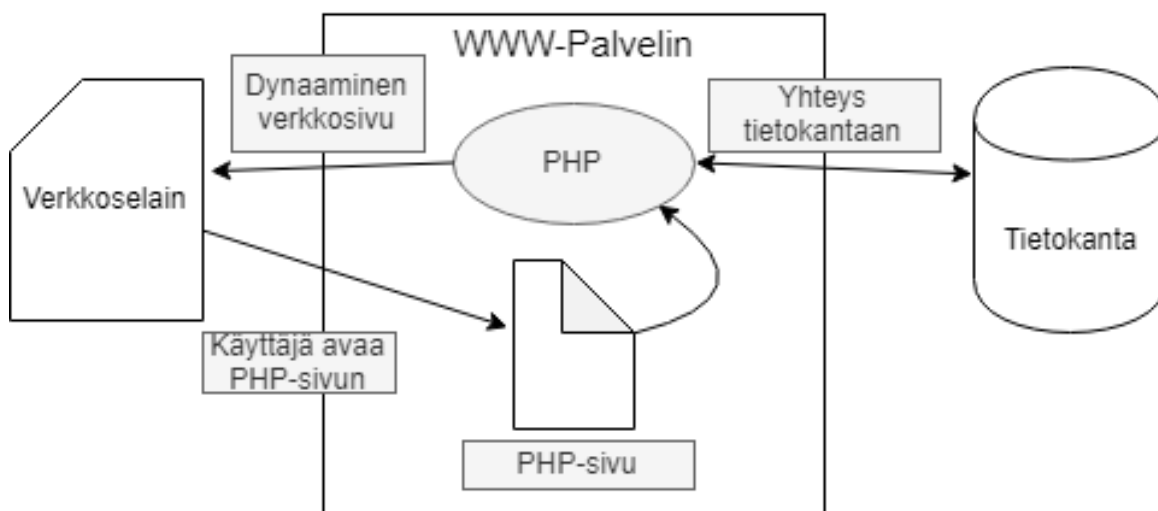 WWW-Palvelin
Dynaaminen
verkkosivu
Yhteys
tietokantaan
PHP
Verkkoselain
Tietokanta
Käyttäjä avaa
PHP-sivun
PHP-sivu